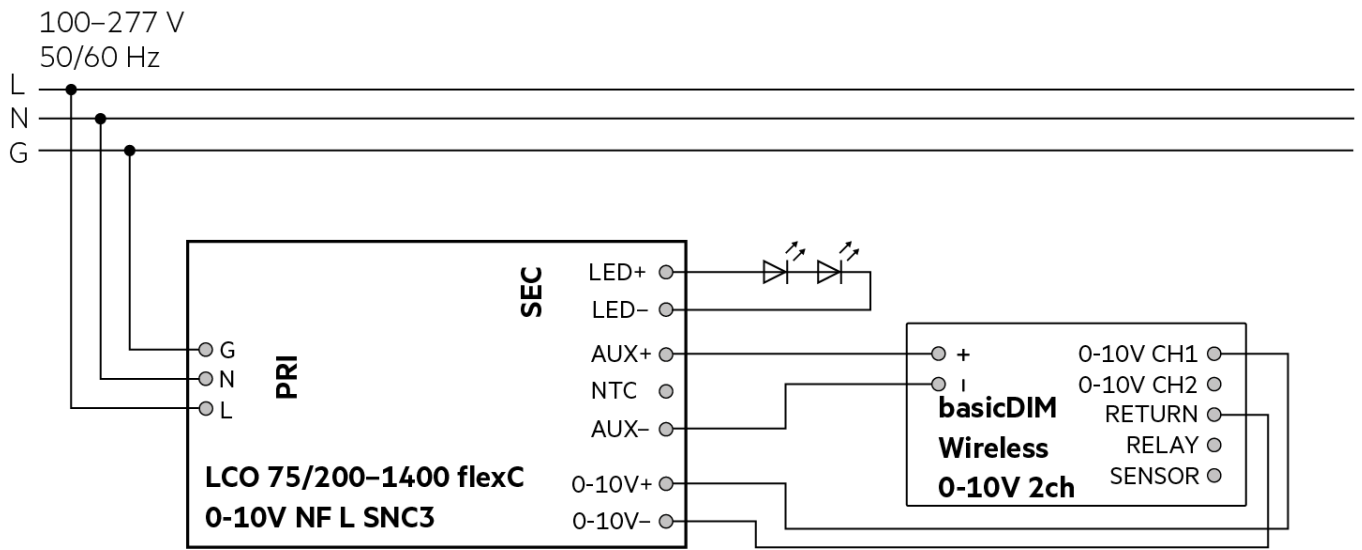 100–277 V
50/60 Hz
L
N
G
SEC
LED+
LED–
G
PRI
AUX+
+
0-10V CH1
N
NTC
–
0-10V CH2
L
AUX–
basicDIM
RETURN
Wireless
RELAY
LCO 75/200–1400 flexC
0-10V+
0-10V 2ch
SENSOR
0-10V NF L SNC3
0-10V–